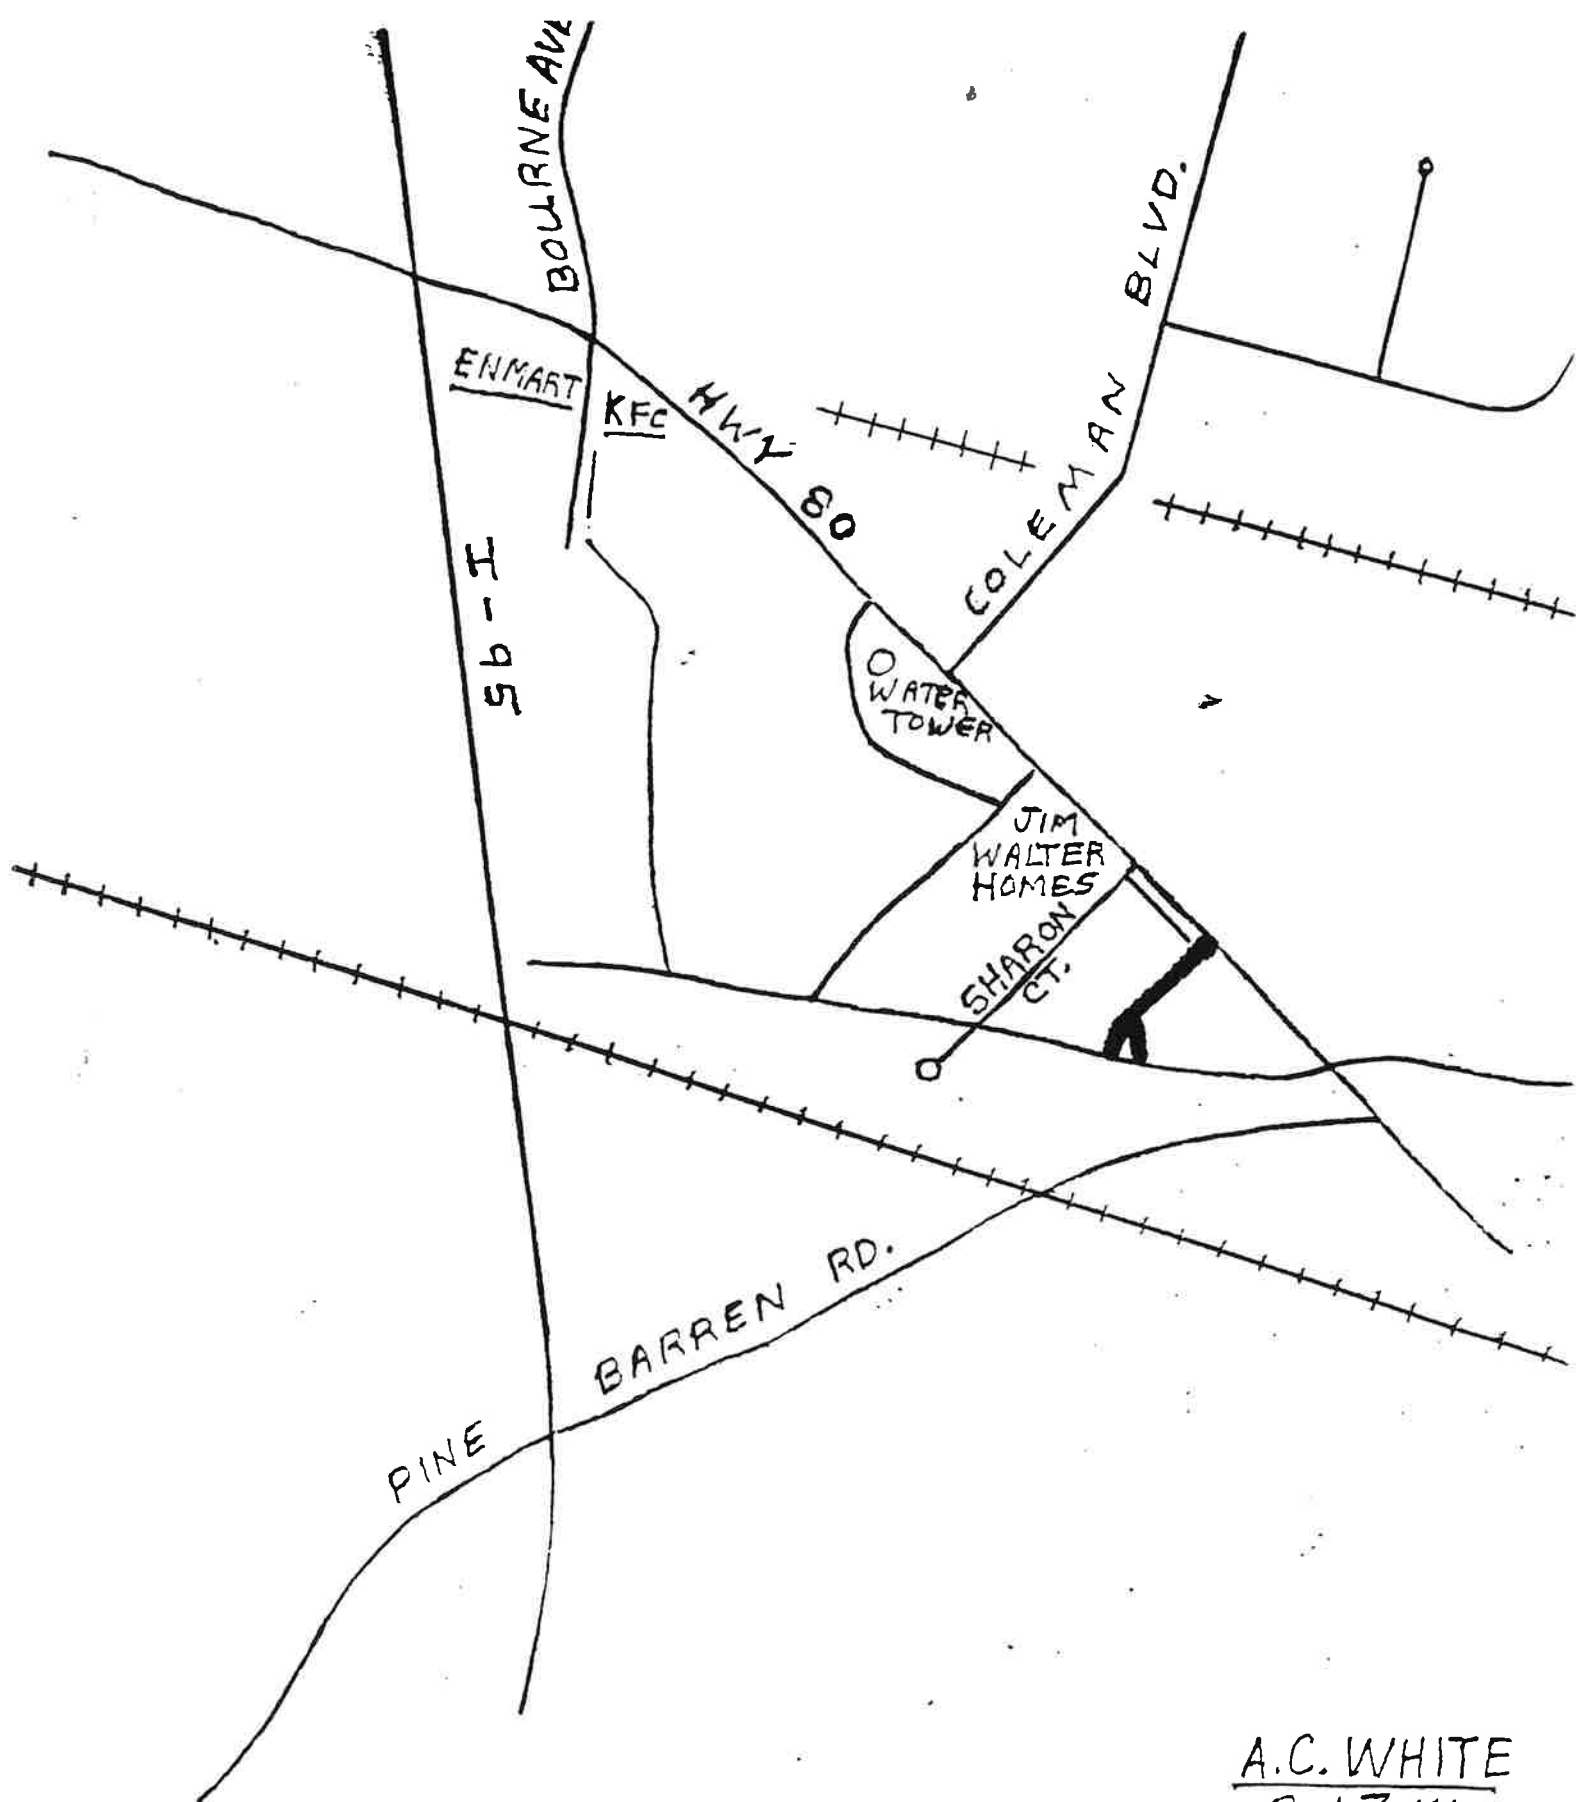 BOURNE AVE
BLVD.
COLEMAN
ENMART
KFC
HWY 80
I-95
WATER
TOWER
JIM
WALTER
HOMES
SHARON
CT.
PINE BARREN RD.
A.C. WHITE